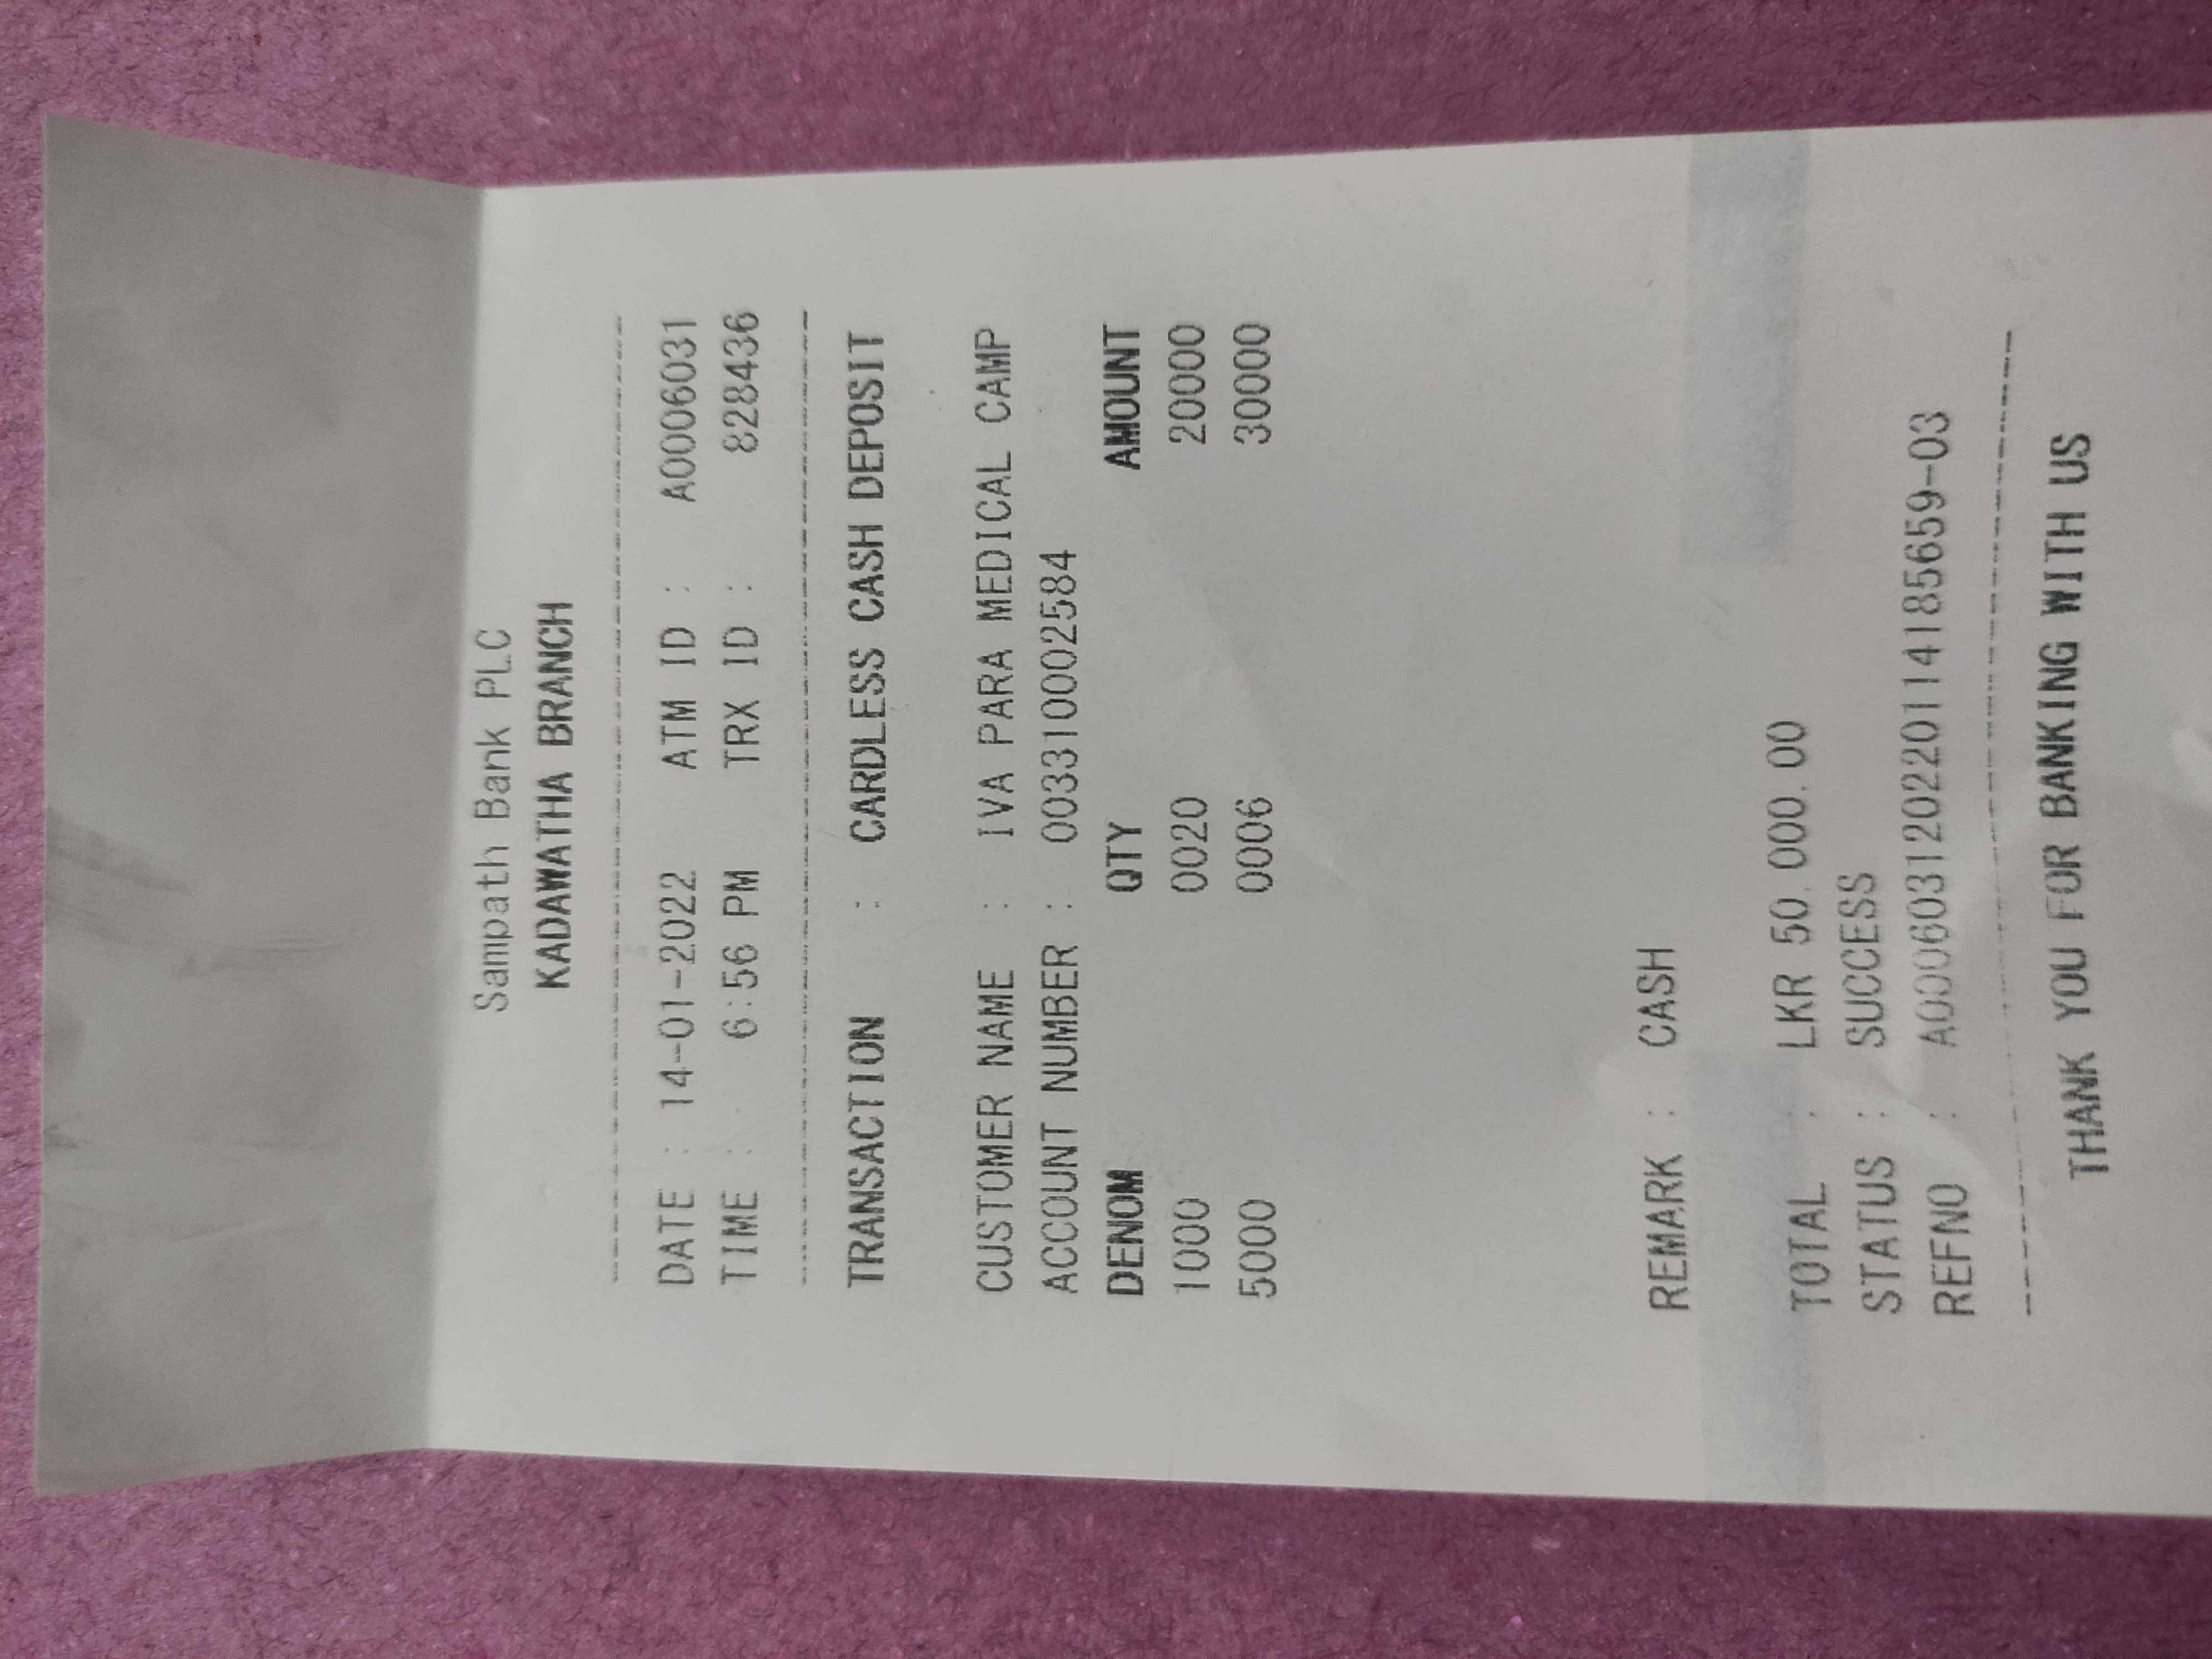 Sampath Bank PLC
KADAWATHA BRANCH
DATE : 14-01-2022 ATM ID : A0006031
TIME : 6:56 PM TRX ID : 828436
TRANSACTION : CARDLESS CASH DEPOSIT
CUSTOMER NAME : IVA PARA MEDICAL CAMP
ACCOUNT NUMBER : 003310002584
DENOM QTY AMOUNT
1000 0020 20000
5000 0006 30000
REMARK : CASH
TOTAL : LKR 50,000.00
STATUS : SUCCESS
REFNO : A000603120220114185659-03
THANK YOU FOR BANKING WITH US